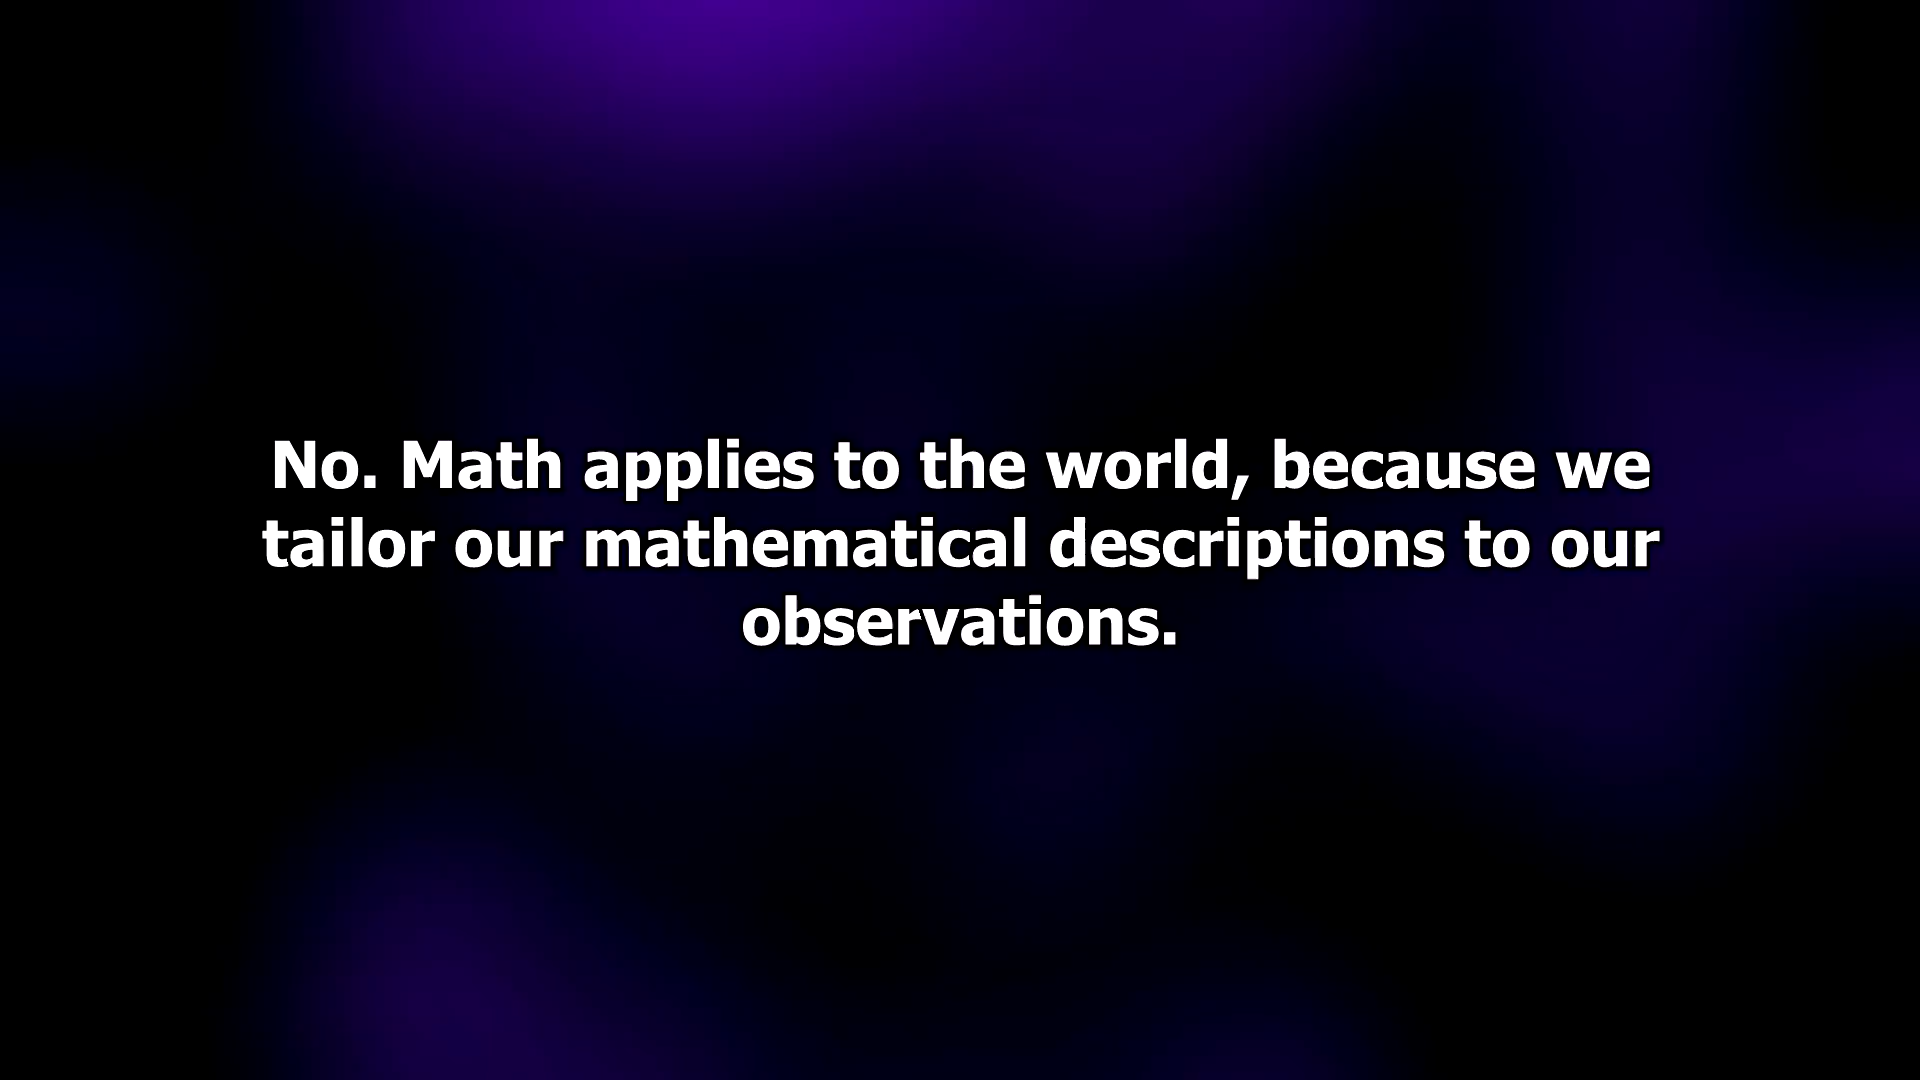 No. Math applies to the world, because we
tailor our mathematical descriptions to our
observations.